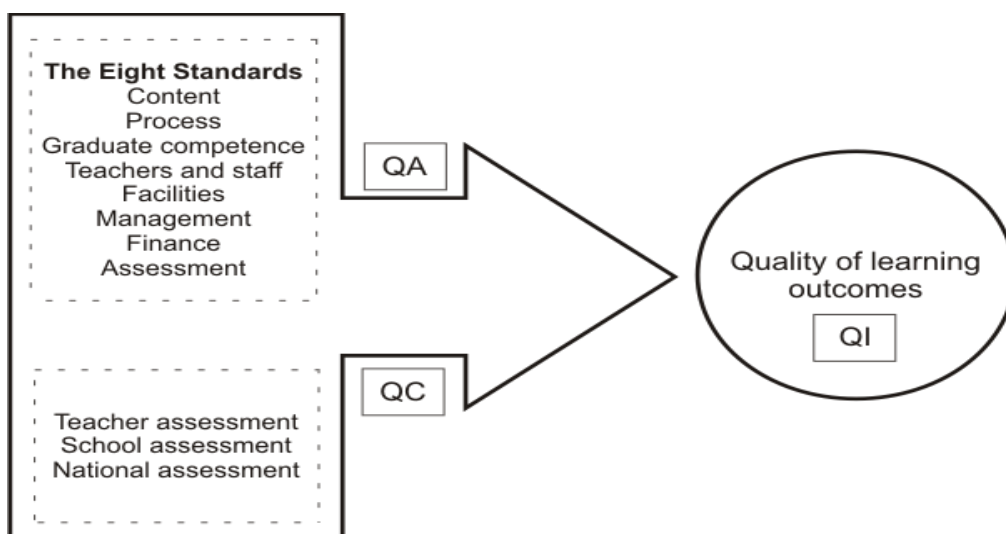 The Eight Standards
Content
Process
Graduate competence
Teachers and staff
Facilities
Management
Finance
Assessment
QA
Quality of learning
outcomes
QI
QC
Teacher assessment
School assessment
National assessment